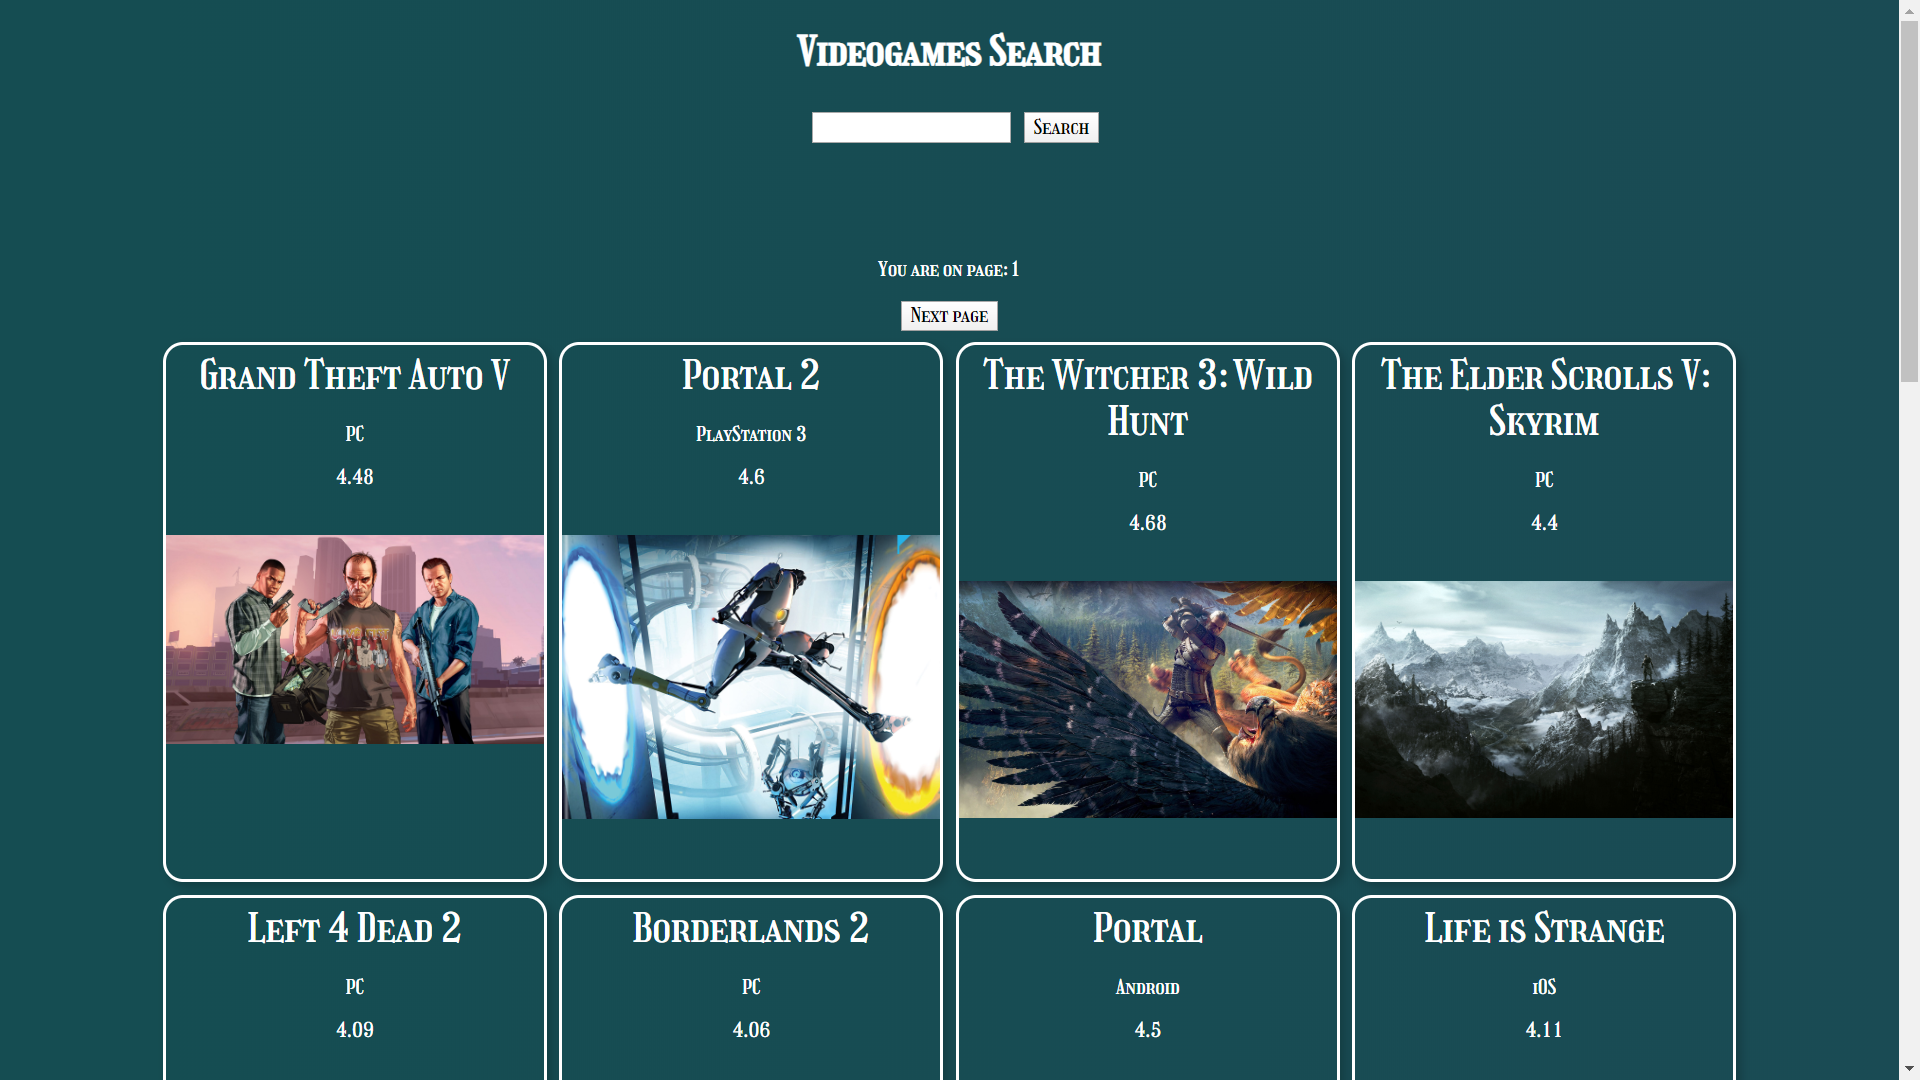 Videogames Search
Search
You are on page: 1
Next page
Grand Theft Auto V
PC
4.48
Portal 2
PlayStation 3
4.6
The Witcher 3: Wild
Hunt
PC
4.68
The Elder Scrolls V:
Skyrim
PC
4.4
Left 4 Dead 2
PC
4.09
Borderlands 2
PC
4.06
Portal
Android
4.5
Life is Strange
iOS
4.11